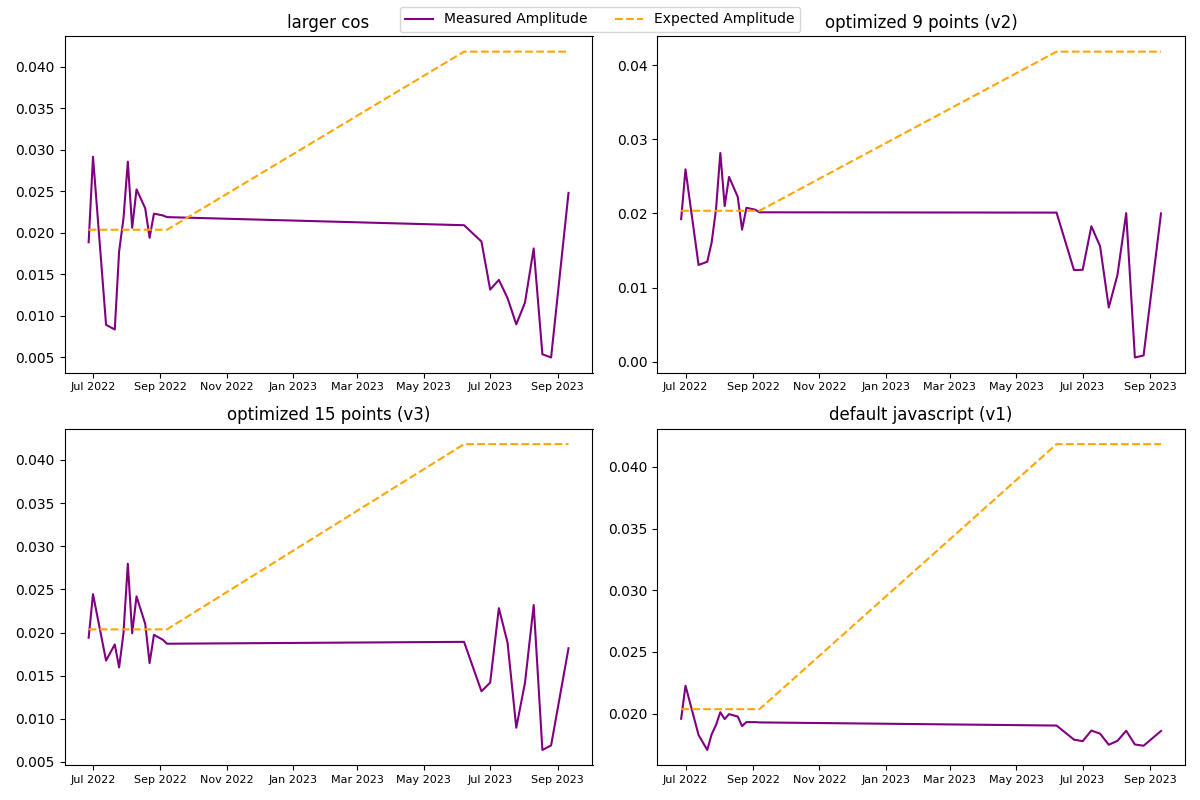 Measured Amplitude Expected Amplitude
larger cos
0.040
0.035
0.030
0.025
0.020
0.015
0.010
0.005
Jul 2022 Sep 2022 Nov 2022 Jan 2023 Mar 2023 May 2023 Jul 2023 Sep 2023
optimized 9 points (v2)
0.04
0.03
0.02
0.01
0.00
Jul 2022 Sep 2022 Nov 2022 Jan 2023 Mar 2023 May 2023 Jul 2023 Sep 2023
optimized 15 points (v3)
0.040
0.035
0.030
0.025
0.020
0.015
0.010
0.005
Jul 2022 Sep 2022 Nov 2022 Jan 2023 Mar 2023 May 2023 Jul 2023 Sep 2023
default javascript (v1)
0.040
0.035
0.030
0.025
0.020
Jul 2022 Sep 2022 Nov 2022 Jan 2023 Mar 2023 May 2023 Jul 2023 Sep 2023